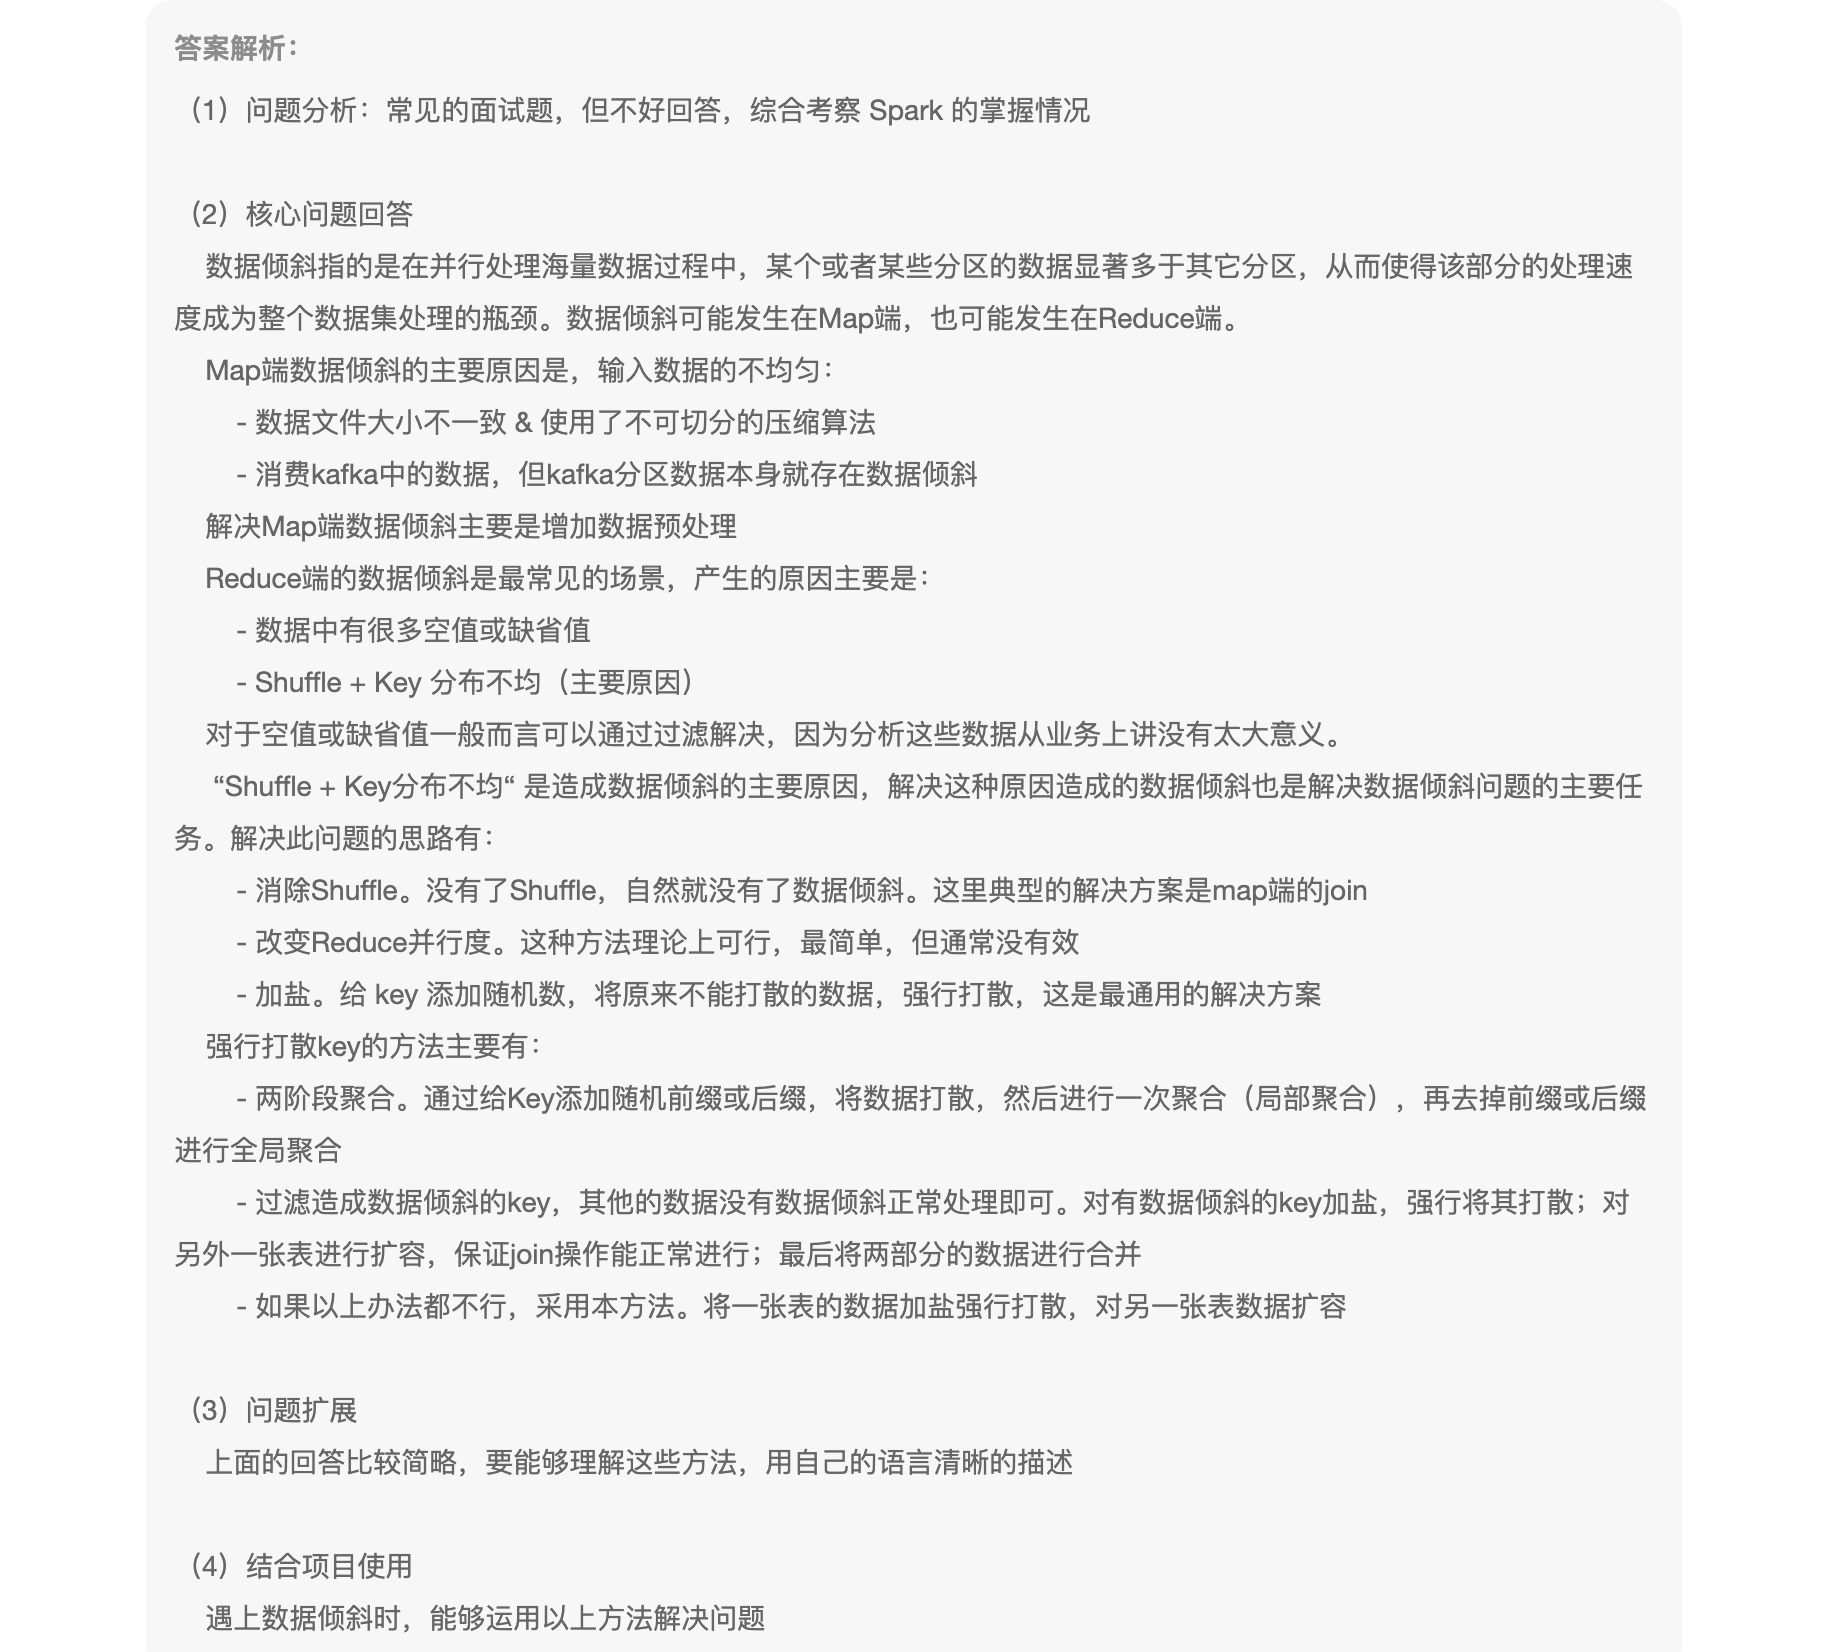 答案解析：
（1）问题分析：常见的面试题，但不好回答，综合考察 Spark 的掌握情况
（2）核心问题回答
数据倾斜指的是在并行处理海量数据过程中，某个或者某些分区的数据显著多于其它分区，从而使得该部分的处理速
度成为整个数据集处理的瓶颈。数据倾斜可能发生在Map端，也可能发生在Reduce端。
Map端数据倾斜的主要原因是，输入数据的不均匀：
- 数据文件大小不一致 & 使用了不可切分的压缩算法
- 消费kafka中的数据，但kafka分区数据本身就存在数据倾斜
解决Map端数据倾斜主要是增加数据预处理
Reduce端的数据倾斜是最常见的场景，产生的原因主要是：
- 数据中有很多空值或缺省值
- Shuffle + Key 分布不均（主要原因）
对于空值或缺省值一般而言可以通过过滤解决，因为分析这些数据从业务上讲没有太大意义。
“Shuffle + Key分布不均“ 是造成数据倾斜的主要原因，解决这种原因造成的数据倾斜也是解决数据倾斜问题的主要任
务。解决此问题的思路有：
- 消除Shuffle。没有了Shuffle，自然就没有了数据倾斜。这里典型的解决方案是map端的join
- 改变Reduce并行度。这种方法理论上可行，最简单，但通常没有效
- 加盐。给 key 添加随机数，将原来不能打散的数据，强行打散，这是最通用的解决方案
强行打散key的方法主要有：
- 两阶段聚合。通过给Key添加随机前缀或后缀，将数据打散，然后进行一次聚合（局部聚合），再去掉前缀或后缀
进行全局聚合
- 过滤造成数据倾斜的key，其他的数据没有数据倾斜正常处理即可。对有数据倾斜的key加盐，强行将其打散；对
另外一张表进行扩容，保证join操作能正常进行；最后将两部分的数据进行合并
- 如果以上办法都不行，采用本方法。将一张表的数据加盐强行打散，对另一张表数据扩容
（3）问题扩展
上面的回答比较简略，要能够理解这些方法，用自己的语言清晰的描述
（4）结合项目使用
遇上数据倾斜时，能够运用以上方法解决问题